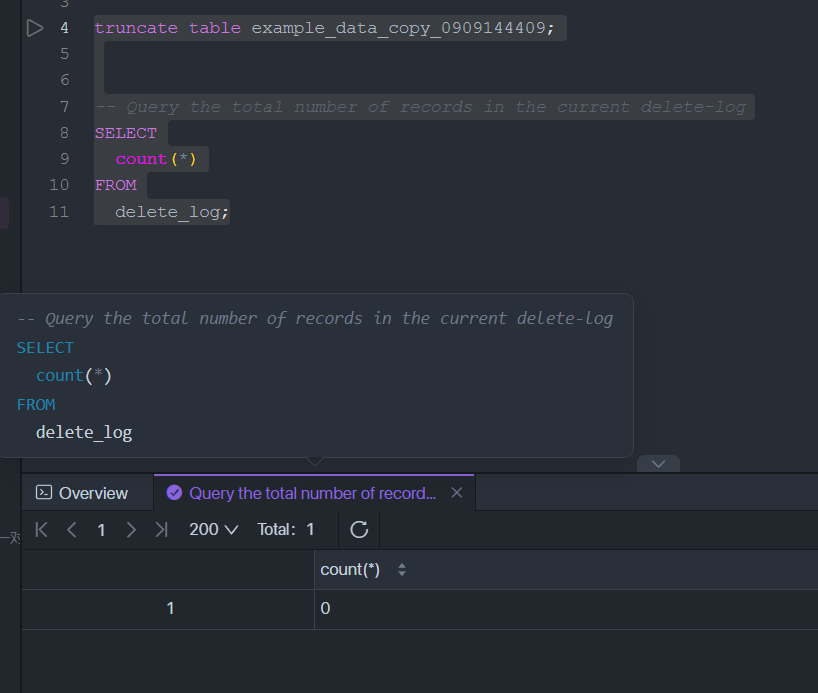 3
4 truncate table example_data_copy_0909144409;
5
6
7 -- Query the total number of records in the current delete-log
8 SELECT
9 count(*)
10 FROM
11 delete_log;
-- Query the total number of records in the current delete-log
SELECT
count(*)
FROM
delete_log
Overview Query the total number of record...
一对
1 200 Total: 1
count(*)
1 0